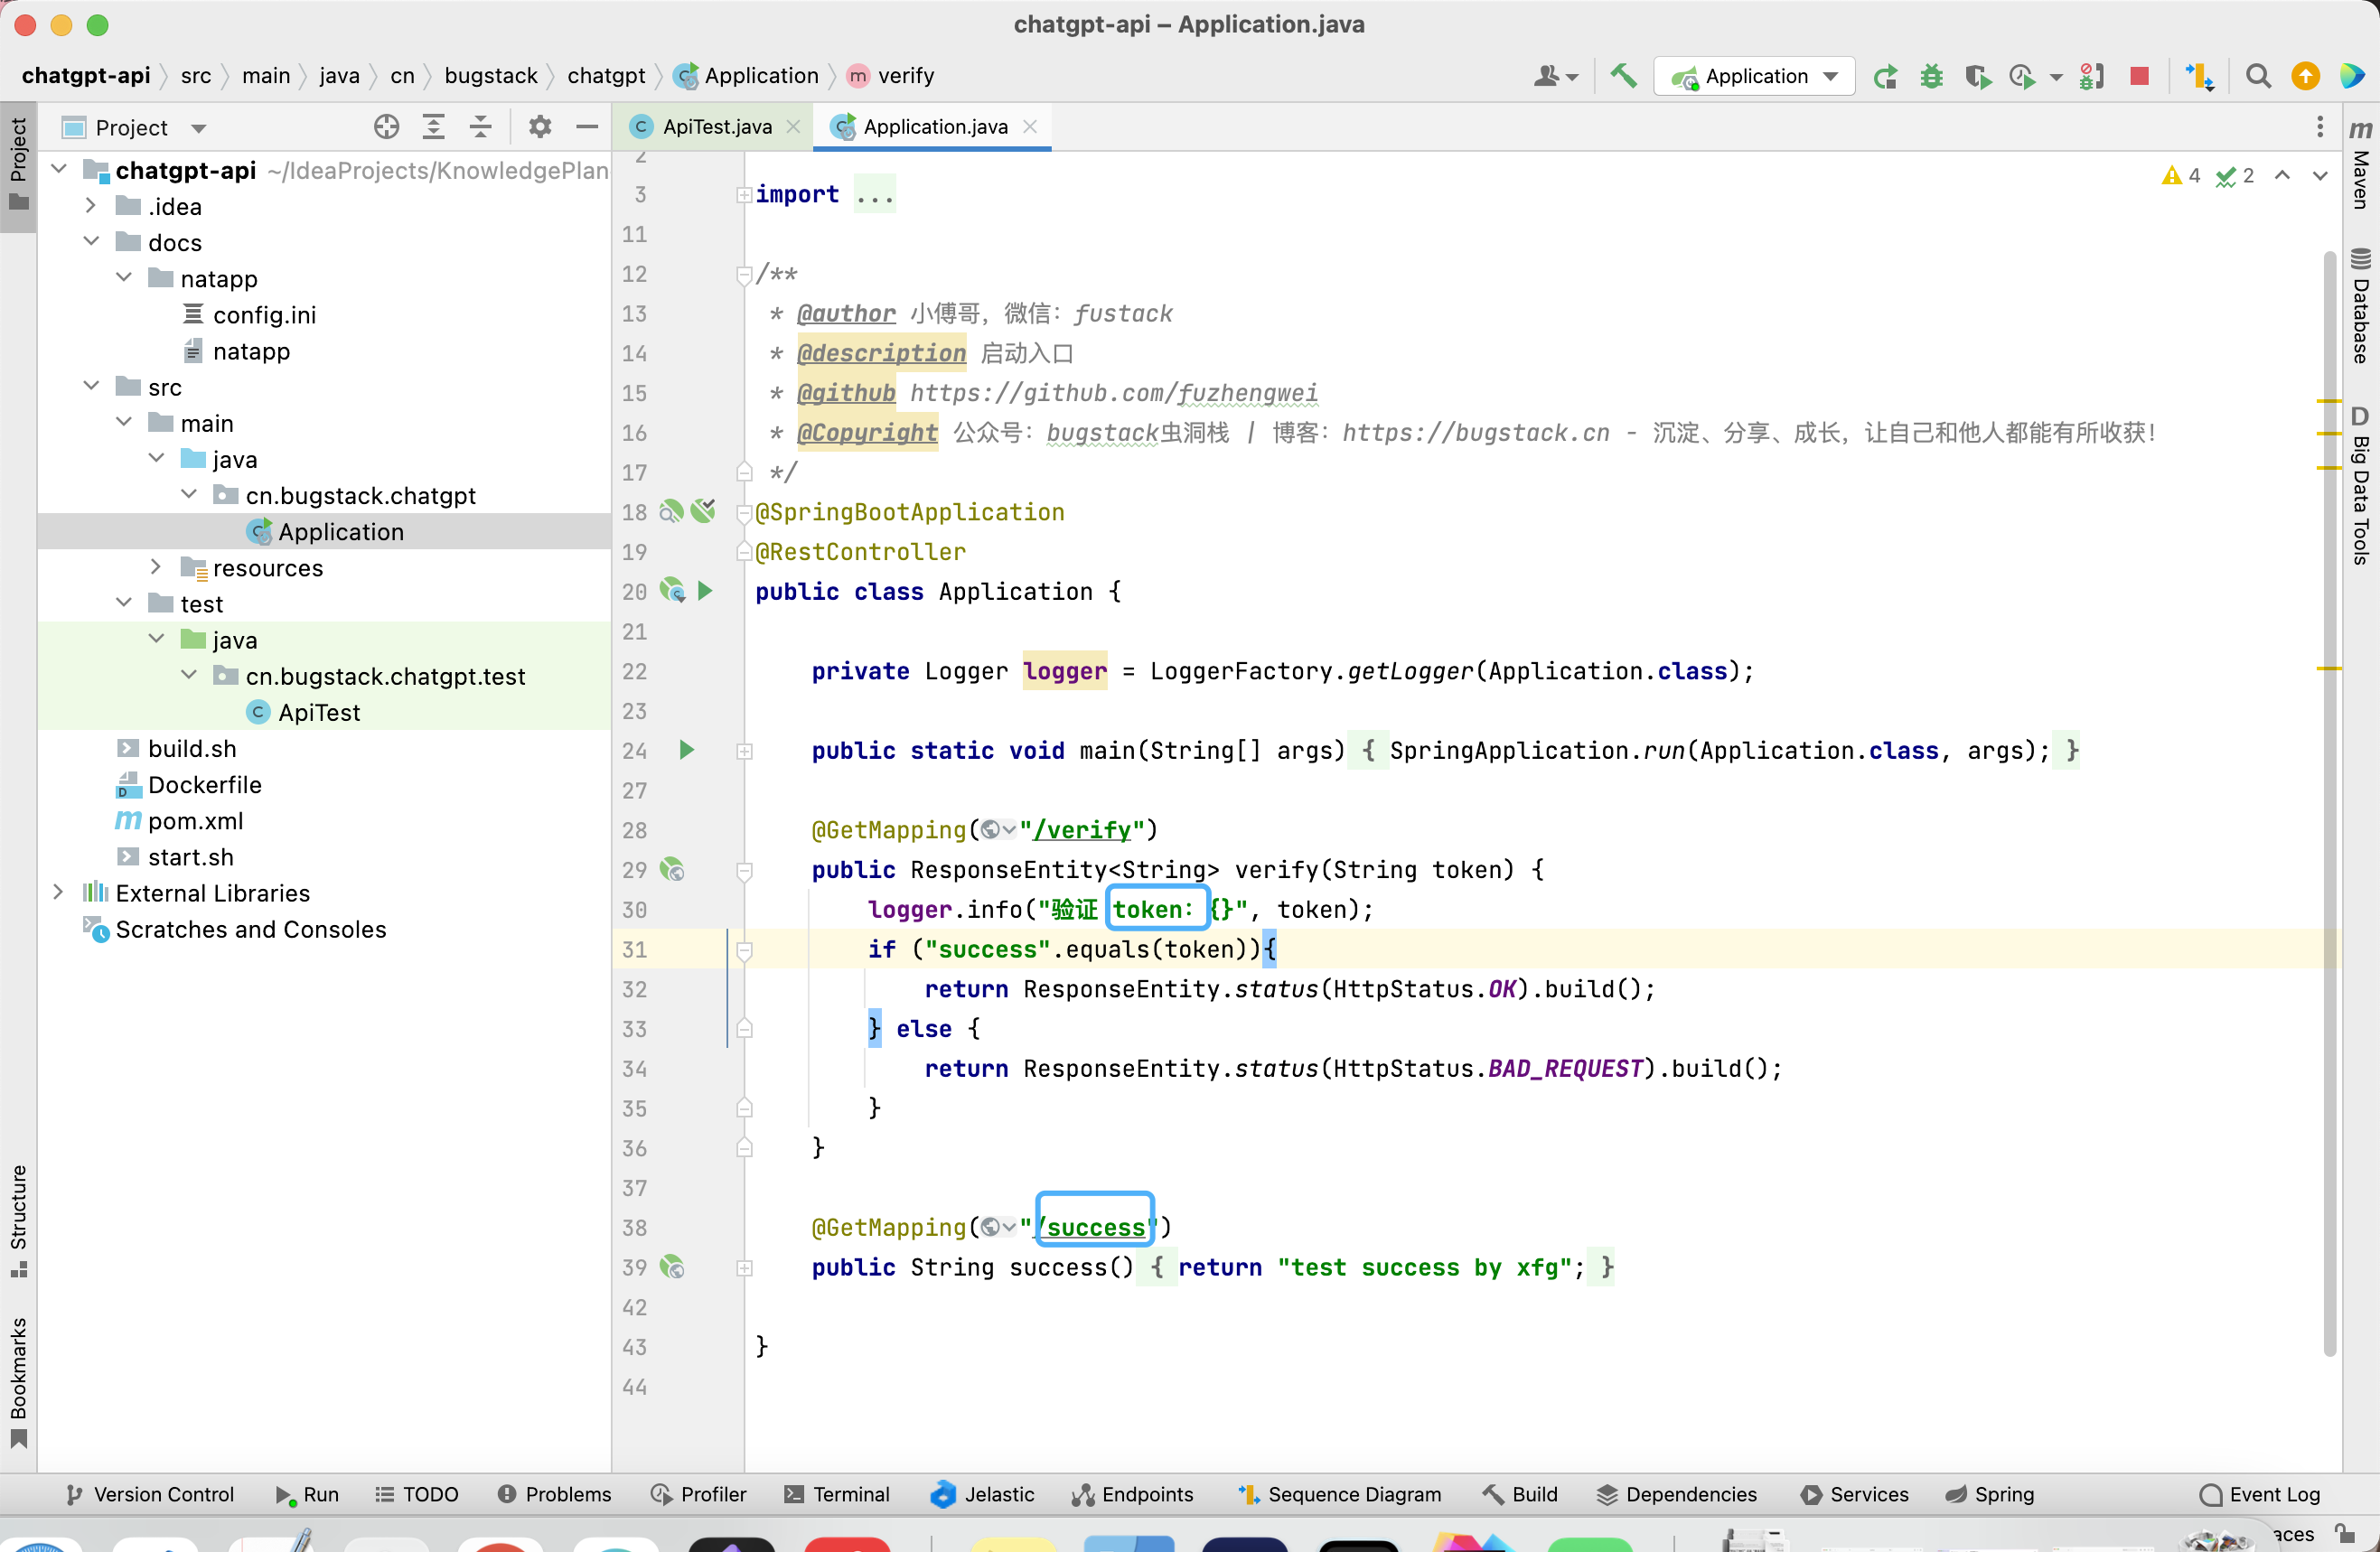 chatgpt-api – Application.java
chatgpt-api src main java cn bugstack chatgpt Application m verify
Application
Project
Project
chatgpt-api ~/IdeaProjects/KnowledgePlan
.idea
docs
natapp
config.ini
natapp
src
main
java
cn.bugstack.chatgpt
Application
resources
test
java
cn.bugstack.chatgpt.test
ApiTest
build.sh
Dockerfile
pom.xml
start.sh
External Libraries
Scratches and Consoles
Structure
Bookmarks
ApiTest.java
Application.java
4 2
2
3 import ...
11
12 /**
13 * @author 小傅哥，微信：fustack
14 * @description 启动入口
15 * @github https://github.com/fuzhengwei
16 * @Copyright 公众号：bugstack虫洞栈 | 博客：https://bugstack.cn - 沉淀、分享、成长，让自己和他人都能有所收获！
17 */
18 @SpringBootApplication
19 @RestController
20 public class Application {
21
22 private Logger logger = LoggerFactory.getLogger(Application.class);
23
24 public static void main(String[] args) { SpringApplication.run(Application.class, args); }
27
28 @GetMapping("/verify")
29 public ResponseEntity<String> verify(String token) {
30 logger.info("验证 token：{}", token);
31 if ("success".equals(token)){
32 return ResponseEntity.status(HttpStatus.OK).build();
33 } else {
34 return ResponseEntity.status(HttpStatus.BAD_REQUEST).build();
35 }
36 }
37
38 @GetMapping("/success")
39 public String success() { return "test success by xfg"; }
42
43 }
44
m Maven
Database
D Big Data Tools
Version Control Run TODO Problems Profiler Terminal Jelastic Endpoints Sequence Diagram Build Dependencies Services Spring Event Log
aces